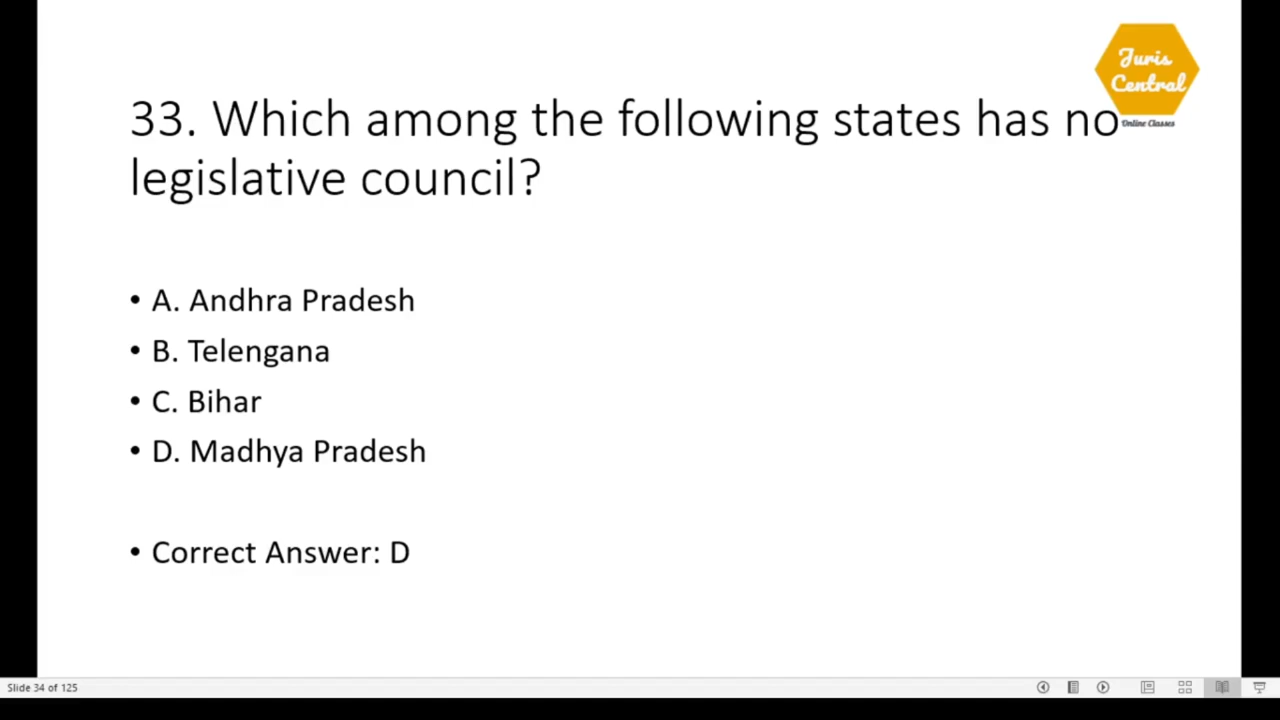 Juris
Central
Online Classes
33. Which among the following states has no
legislative council?
• A. Andhra Pradesh
• B. Telengana
• C. Bihar
• D. Madhya Pradesh
• Correct Answer: D
Slide 34 of 125